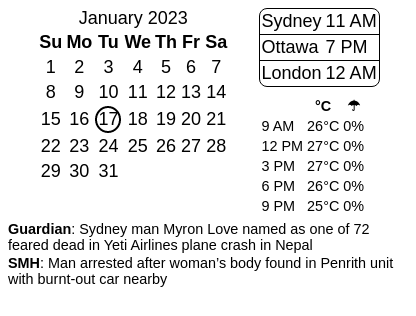 January 2023
Su Mo Tu We Th Fr Sa
1 2 3 4 5 6 7
8 9 10 11 12 13 14
15 16 17 18 19 20 21
22 23 24 25 26 27 28
29 30 31
Sydney 11 AM
Ottawa 7 PM
London 12 AM
°C ☂
9 AM 26°C 0%
12 PM 27°C 0%
3 PM 27°C 0%
6 PM 26°C 0%
9 PM 25°C 0%
Guardian: Sydney man Myron Love named as one of 72
feared dead in Yeti Airlines plane crash in Nepal
SMH: Man arrested after woman's body found in Penrith unit
with burnt-out car nearby